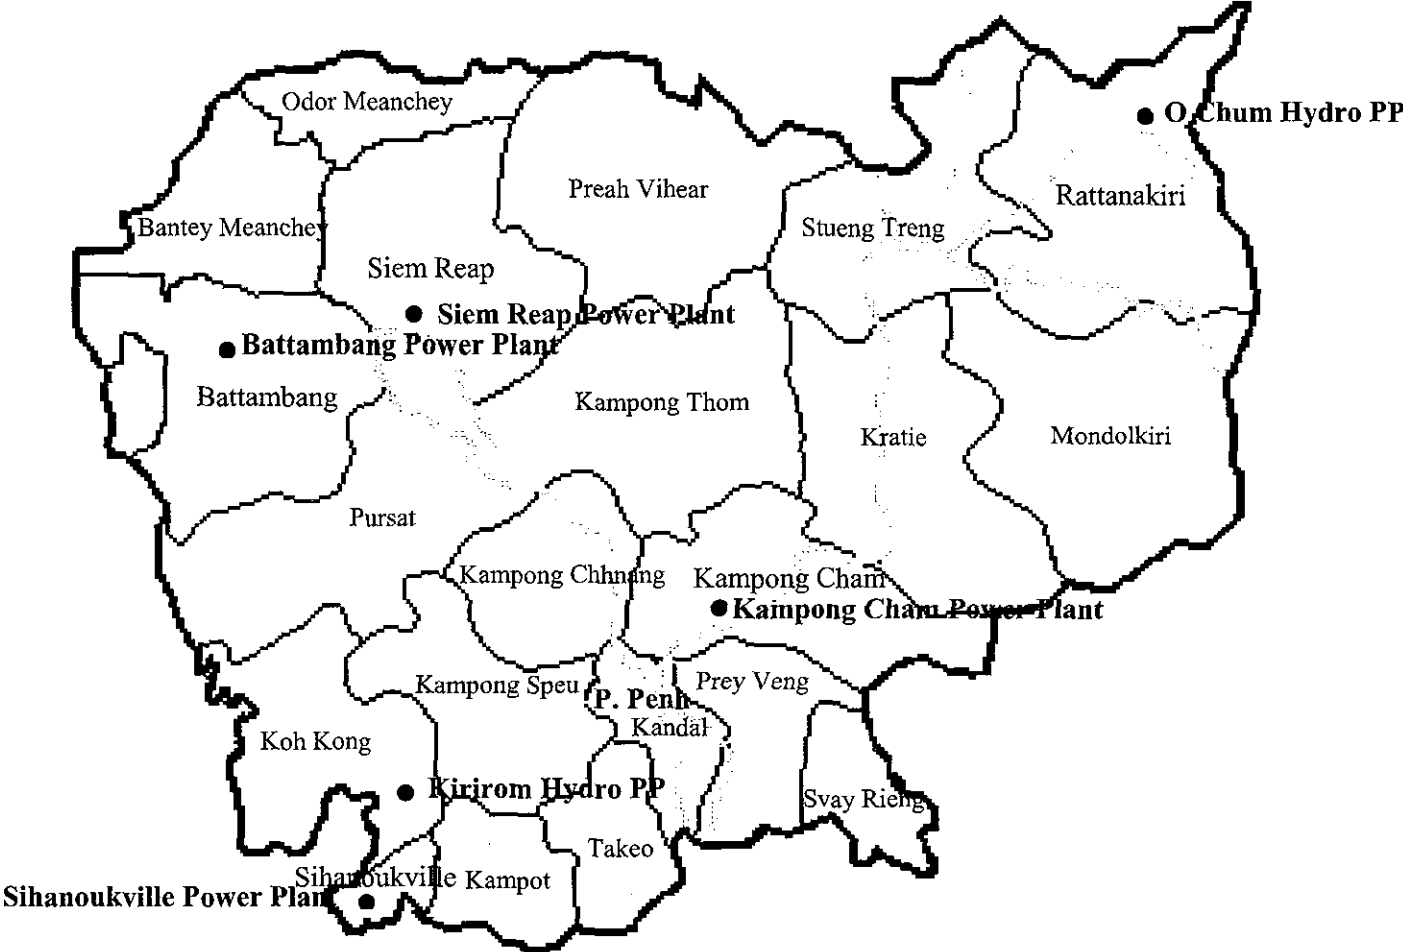 Odor Meanchey
O Chum Hydro PP
Preah Vihear
Rattanakiri
Bantey Meanchey
Stueng Treng
Siem Reap
Siem Reap Power Plant
Battambang Power Plant
Battambang
Kampong Thom
Kratie
Mondolkiri
Pursat
Kampong Chhnang
Kampong Cham
Kainpong Cham Power Plant
Kampong Speu
Prey Veng
P. Penh
Kandal
Koh Kong
Kirirom Hydro PP
Svay Rieng
Takeo
Sihanoukville
Kampot
Sihanoukville Power Plant